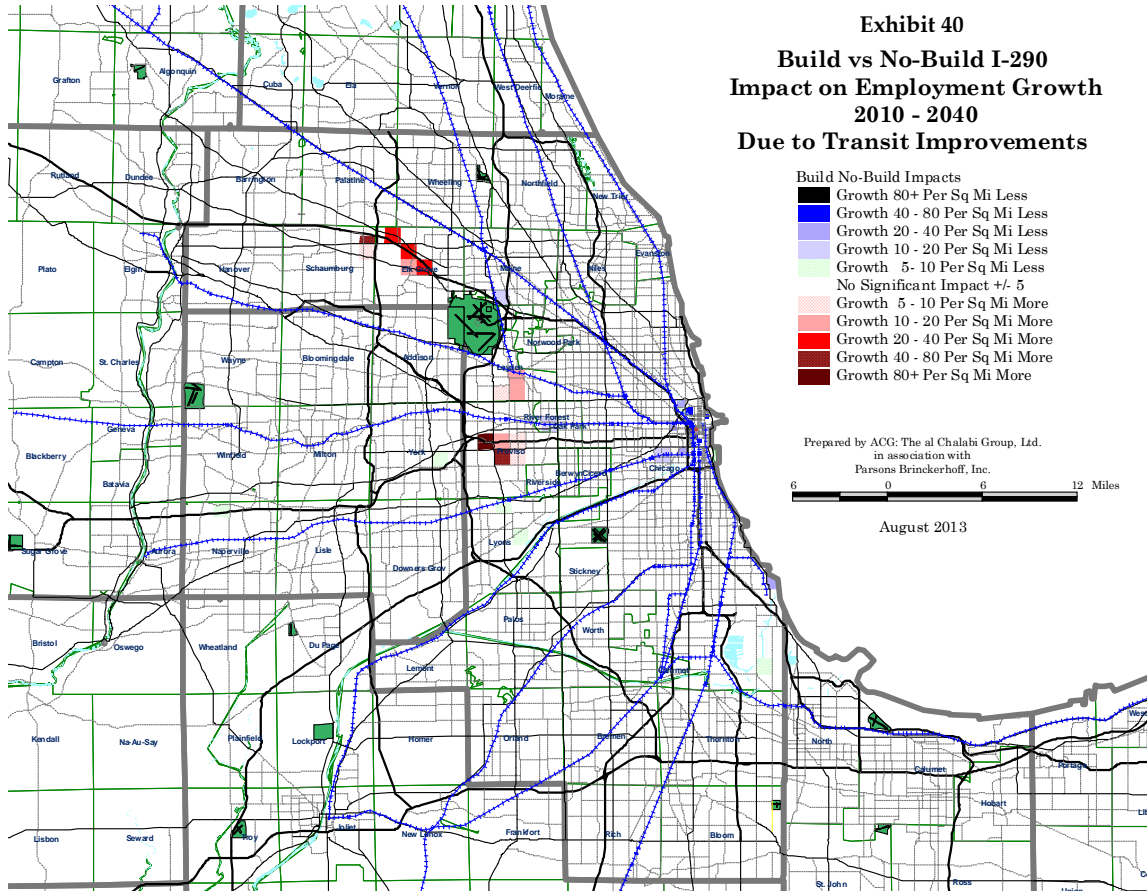 Exhibit 40
Build vs No-Build I-290
Impact on Employment Growth
2010 - 2040
Due to Transit Improvements
Build No-Build Impacts
Growth 80+ Per Sq Mi Less
Growth 40 - 80 Per Sq Mi Less
Growth 20 - 40 Per Sq Mi Less
Growth 10 - 20 Per Sq Mi Less
Growth 5- 10 Per Sq Mi Less
No Significant Impact +/- 5
Growth 5 - 10 Per Sq Mi More
Growth 10 - 20 Per Sq Mi More
Growth 20 - 40 Per Sq Mi More
Growth 40 - 80 Per Sq Mi More
Growth 80+ Per Sq Mi More
Prepared by ACG: The al Chalabi Group, Ltd.
in association with
Parsons Brinckerhoff, Inc.
6 0 6 12 Miles
August 2013
Grafton
Algonquin
Cuba
Ela
Vernon
West Deerfie
Moraine
Rutland
Dundee
Barrington
Palatine
Wheeling
Northfield
New Trier
Plato
Elgin
Hanover
Schaumburg
Elk Grove
Maine
Niles
Evanston
Campton
St. Charles
Wayne
Bloomingdale
Addison
Norwood Park
Leyden
Geneva
River Forest
Oak Park
Blackberry
Batavia
Winfield
Milton
York
Proviso
Riverside
Berwyn
Cicero
Chicago
Sugar Grove
Aurora
Naperville
Lisle
Downers Grov
Lyons
Stickney
Bristol
Oswego
Wheatland
Du Page
Lemont
Palos
Worth
Calumet
Kendall
Na-Au-Say
Plainfield
Lockport
Homer
Orland
Bremen
Thornton
North
Calumet
Portage
West
Hobart
Lisbon
Seward
Troy
Joliet
New Lenox
Frankfort
Rich
Bloom
St. John
Ross
Union